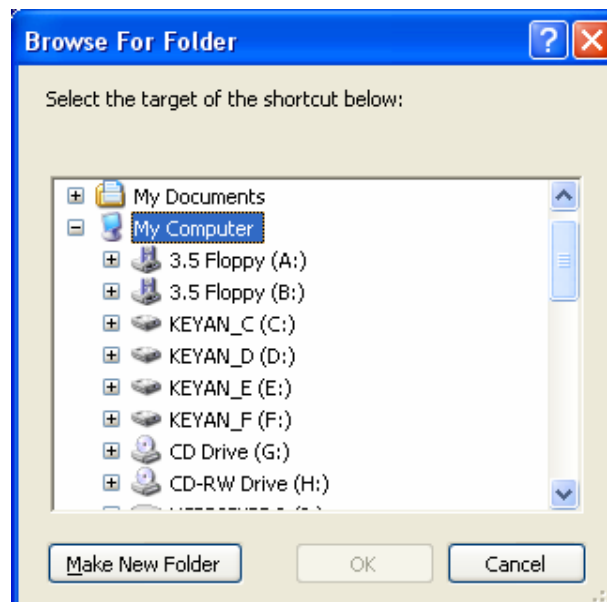 Browse For Folder
Select the target of the shortcut below:
My Documents
My Computer
3.5 Floppy (A:)
3.5 Floppy (B:)
KEYAN_C (C:)
KEYAN_D (D:)
KEYAN_E (E:)
KEYAN_F (F:)
CD Drive (G:)
CD-RW Drive (H:)
Make New Folder OK Cancel